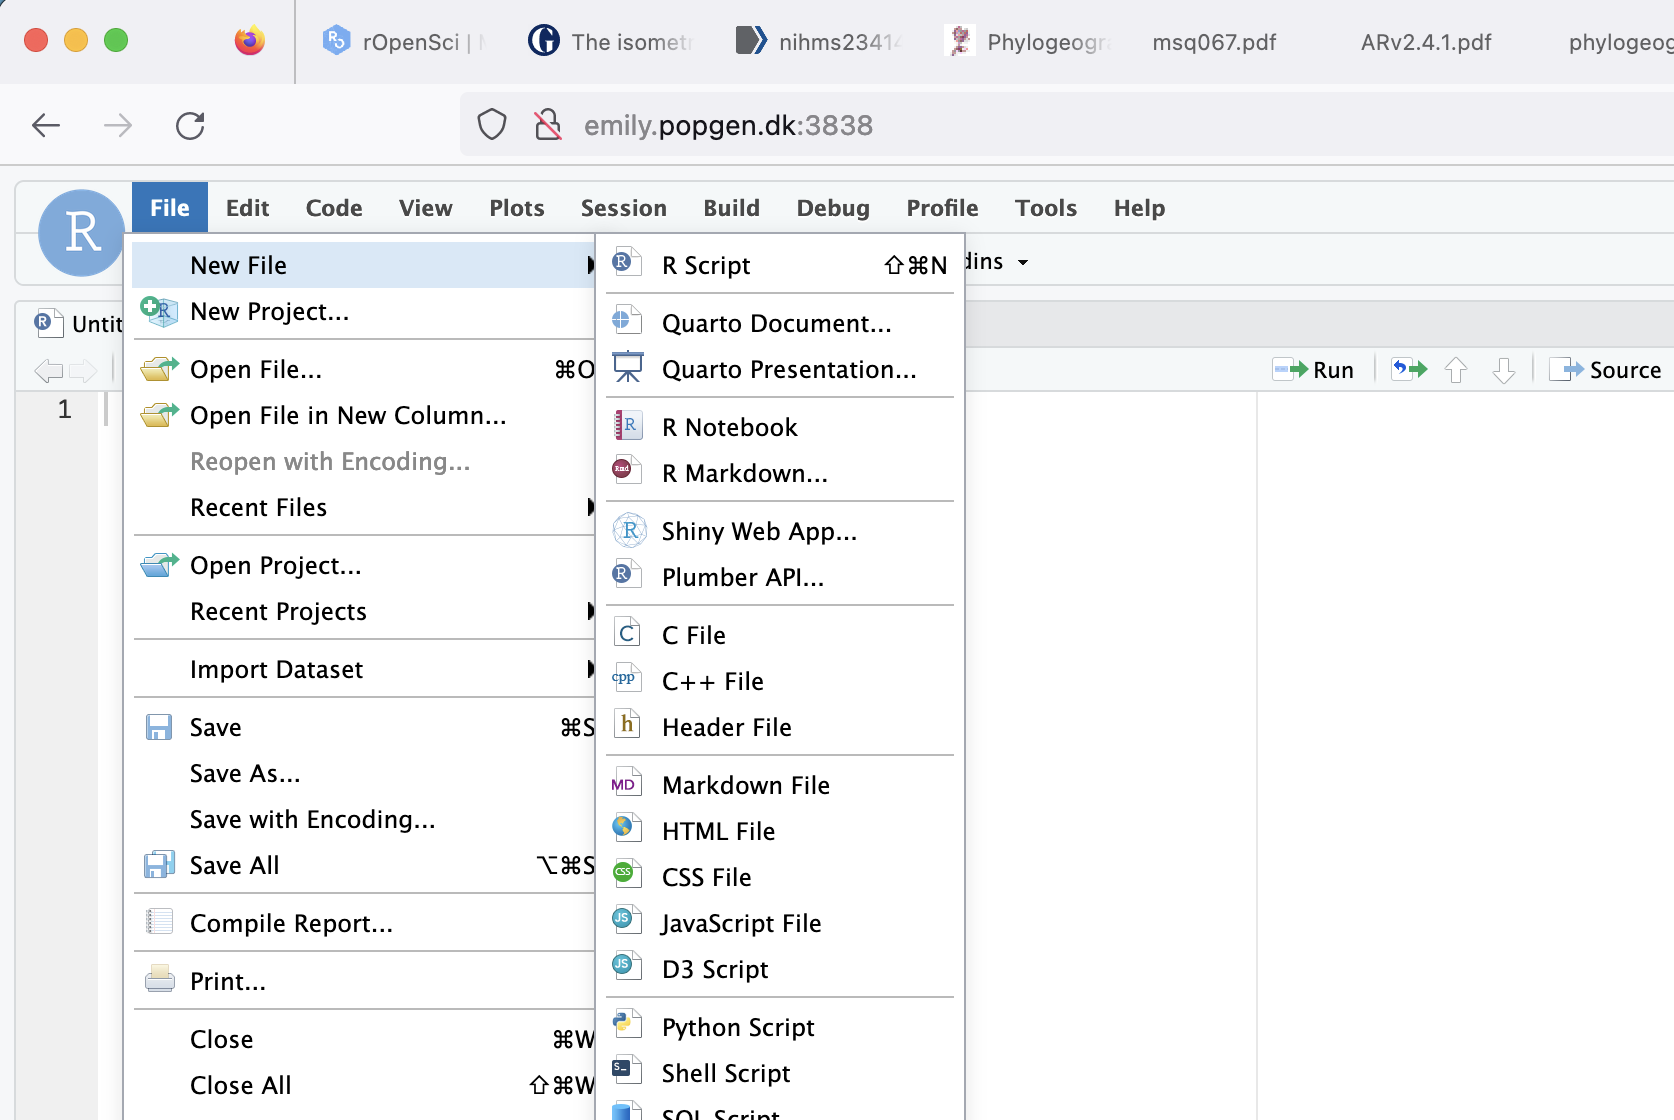 rOpenSci |
The isomet
nihms2341
Phylogeogr
msq067.pdf
ARv2.4.1.pdf
phylogeog
emily.popgen.dk:3838
R
File Edit Code View Plots Session Build Debug Profile Tools Help
dins
Untit
Run
Source
1
New File
New Project...
Open File... ⌘O
Open File in New Column...
Reopen with Encoding...
Recent Files
Open Project...
Recent Projects
Import Dataset
Save ⌘S
Save As...
Save with Encoding...
Save All ⌥⌘S
Compile Report...
Print...
Close ⌘W
Close All ⇧⌘W
R Script ⇧⌘N
Quarto Document...
Quarto Presentation...
R Notebook
R Markdown...
Shiny Web App...
Plumber API...
C File
C++ File
Header File
Markdown File
HTML File
CSS File
JavaScript File
D3 Script
Python Script
Shell Script
SQL Script